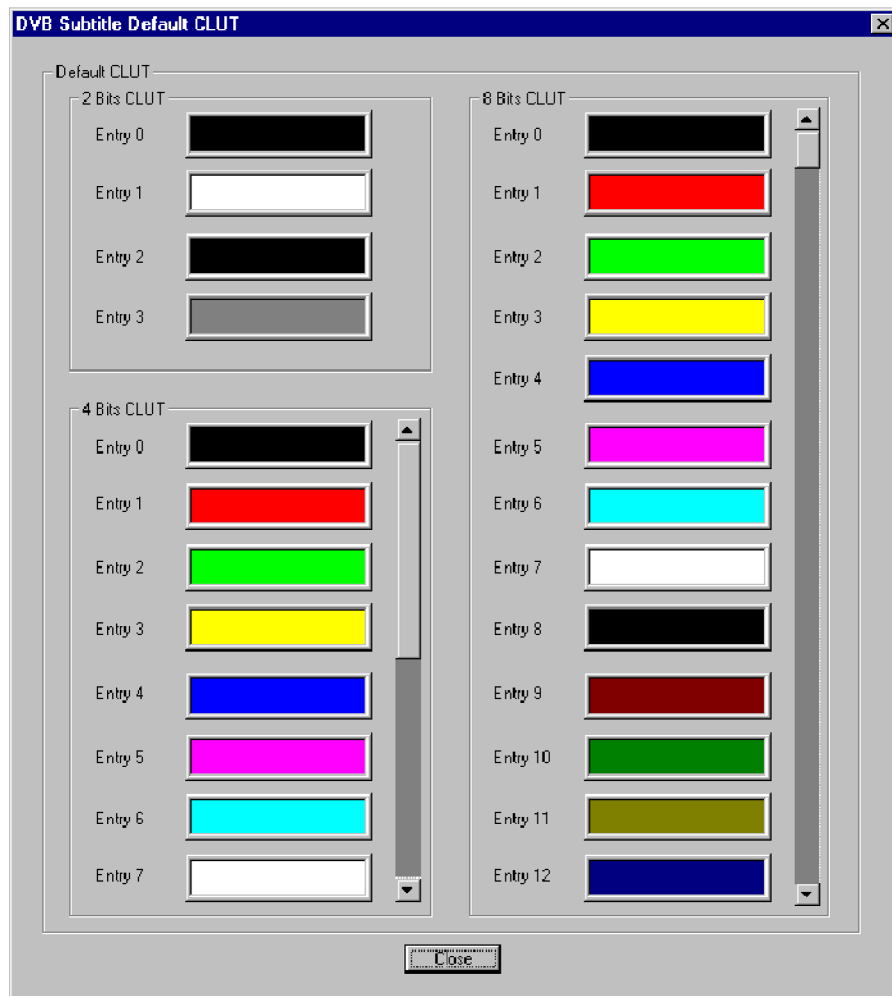 DVB Subtitle Default CLUT
Default CLUT
2 Bits CLUT
Entry 0
Entry 1
Entry 2
Entry 3
4 Bits CLUT
Entry 0
Entry 1
Entry 2
Entry 3
Entry 4
Entry 5
Entry 6
Entry 7
8 Bits CLUT
Entry 0
Entry 1
Entry 2
Entry 3
Entry 4
Entry 5
Entry 6
Entry 7
Entry 8
Entry 9
Entry 10
Entry 11
Entry 12
Close